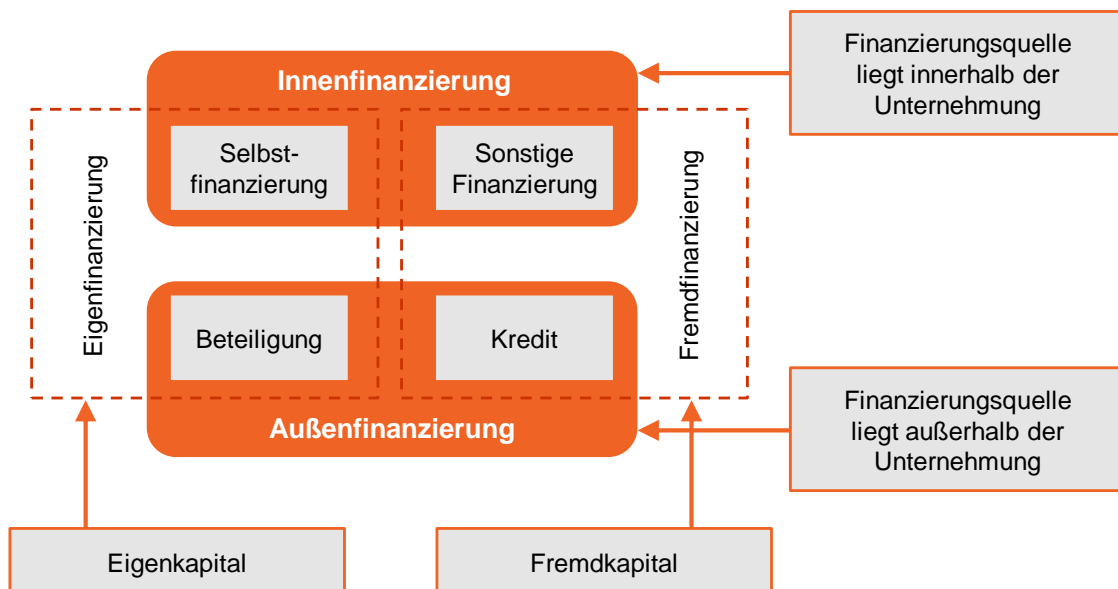 Innenfinanzierung
Finanzierungsquelle
liegt innerhalb der
Unternehmung
Eigenfinanzierung
Selbst-
finanzierung
Sonstige
Finanzierung
Fremdfinanzierung
Beteiligung
Kredit
Außenfinanzierung
Finanzierungsquelle
liegt außerhalb der
Unternehmung
Eigenkapital
Fremdkapital